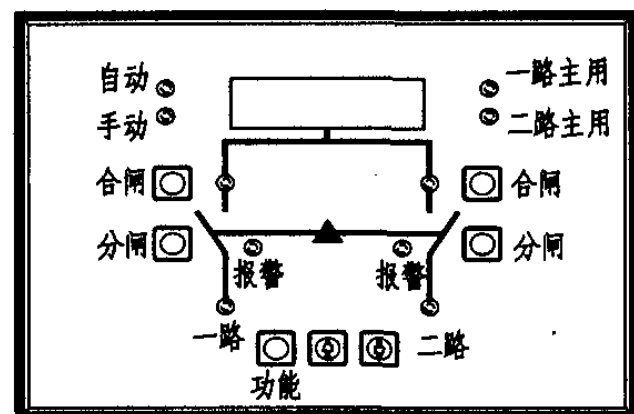 自动
一路主用
手动
二路主用
合闸
合闸
分闸
分闸
报警
报警
一路
二路
功能